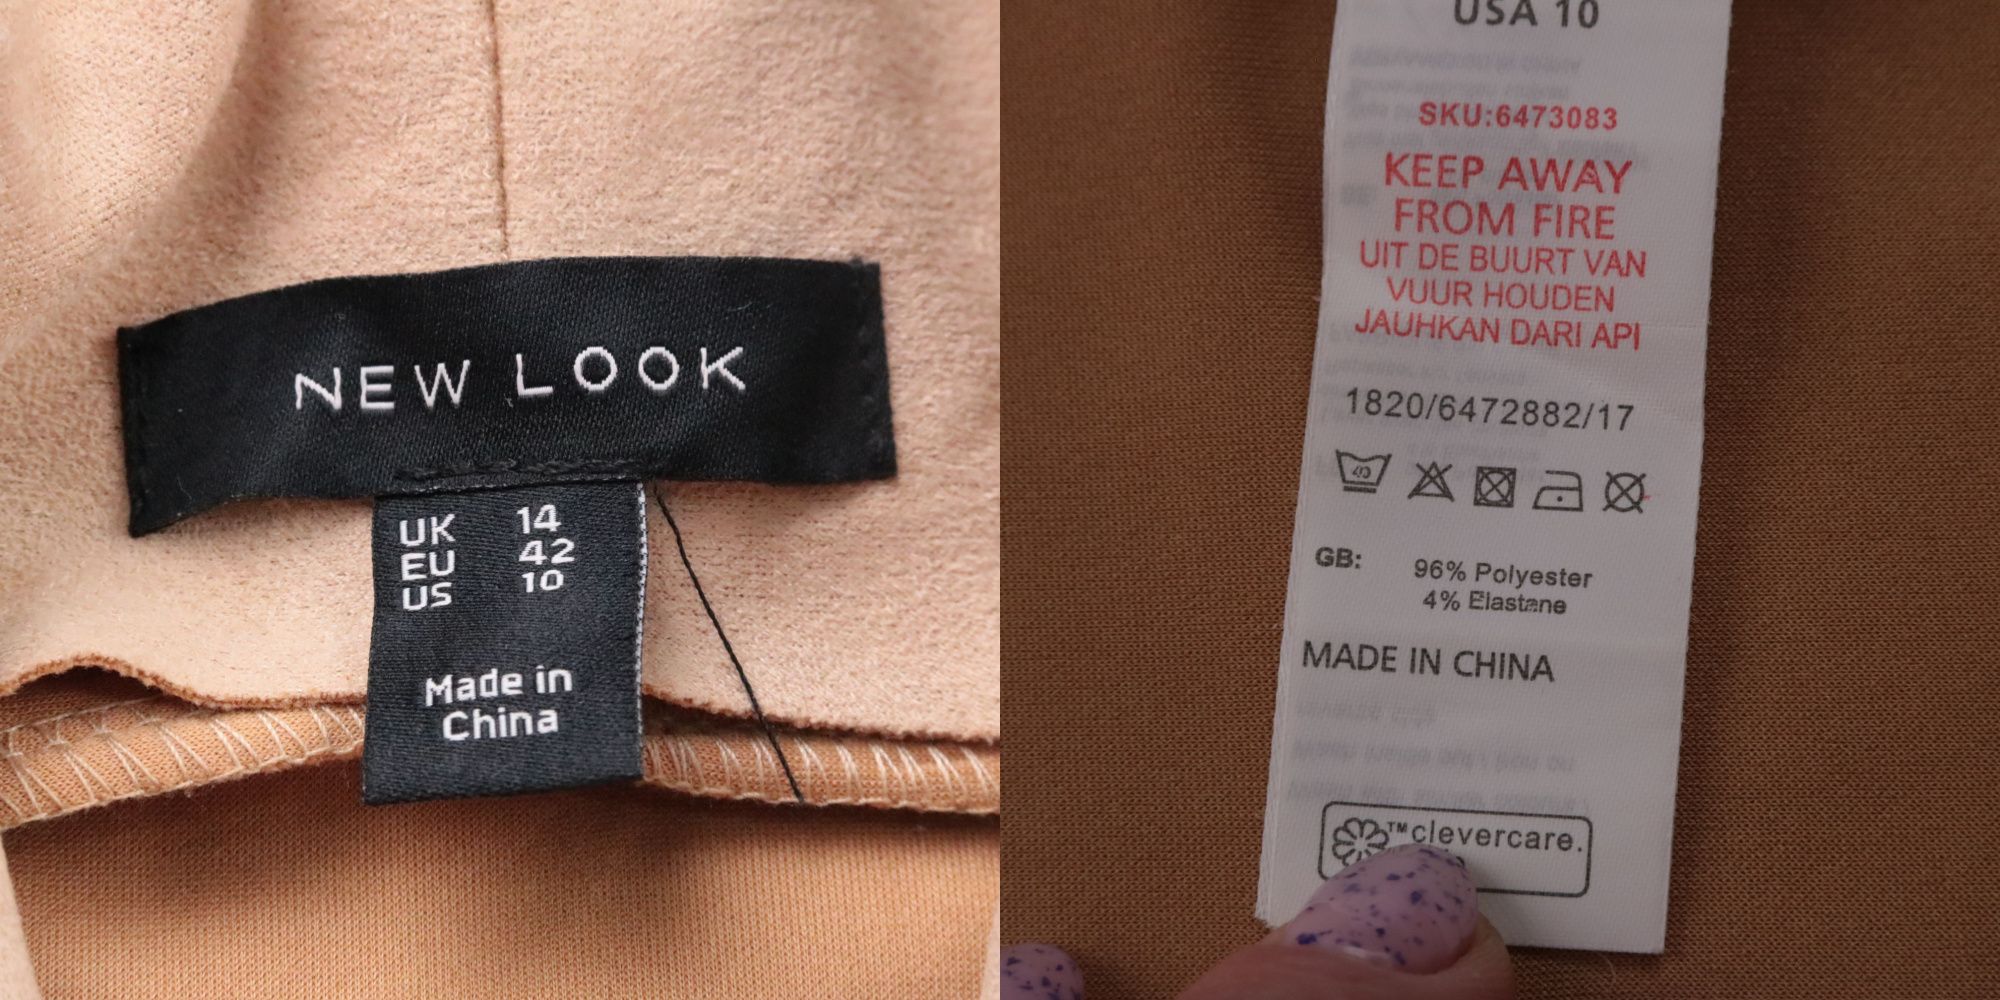 NEW LOOK
UK 14
EU 42
US 10
Made in
China
USA 10
SKU:6473083
KEEP AWAY
FROM FIRE
UIT DE BUURT VAN
VUUR HOUDEN
JAUHKAN DARI API
1820/6472882/17
GB: 96% Polyester
4% Elastane
MADE IN CHINA
™clevercare.